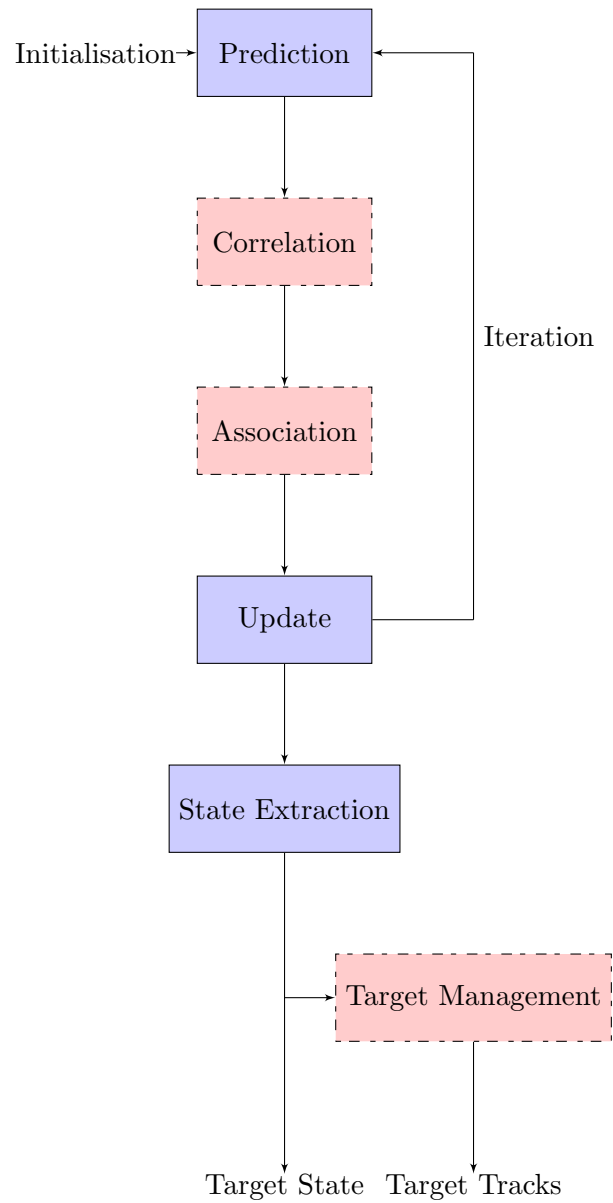 Initialisation
Prediction
Correlation
Iteration
Association
Update
State Extraction
Target Management
Target State
Target Tracks